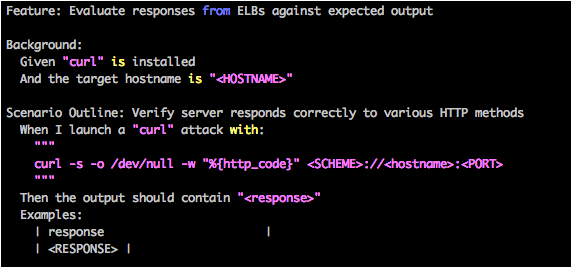 Feature: Evaluate responses from ELBs against expected output
Background:
Given "curl" is installed
And the target hostname is "<HOSTNAME>"
Scenario Outline: Verify server responds correctly to various HTTP methods
When I launch a "curl" attack with:
"""
curl -s -o /dev/null -w "%{http_code}" <SCHEME>://<hostname>:<PORT>
"""
Then the output should contain "<response>"
Examples:
| response |
| <RESPONSE> |